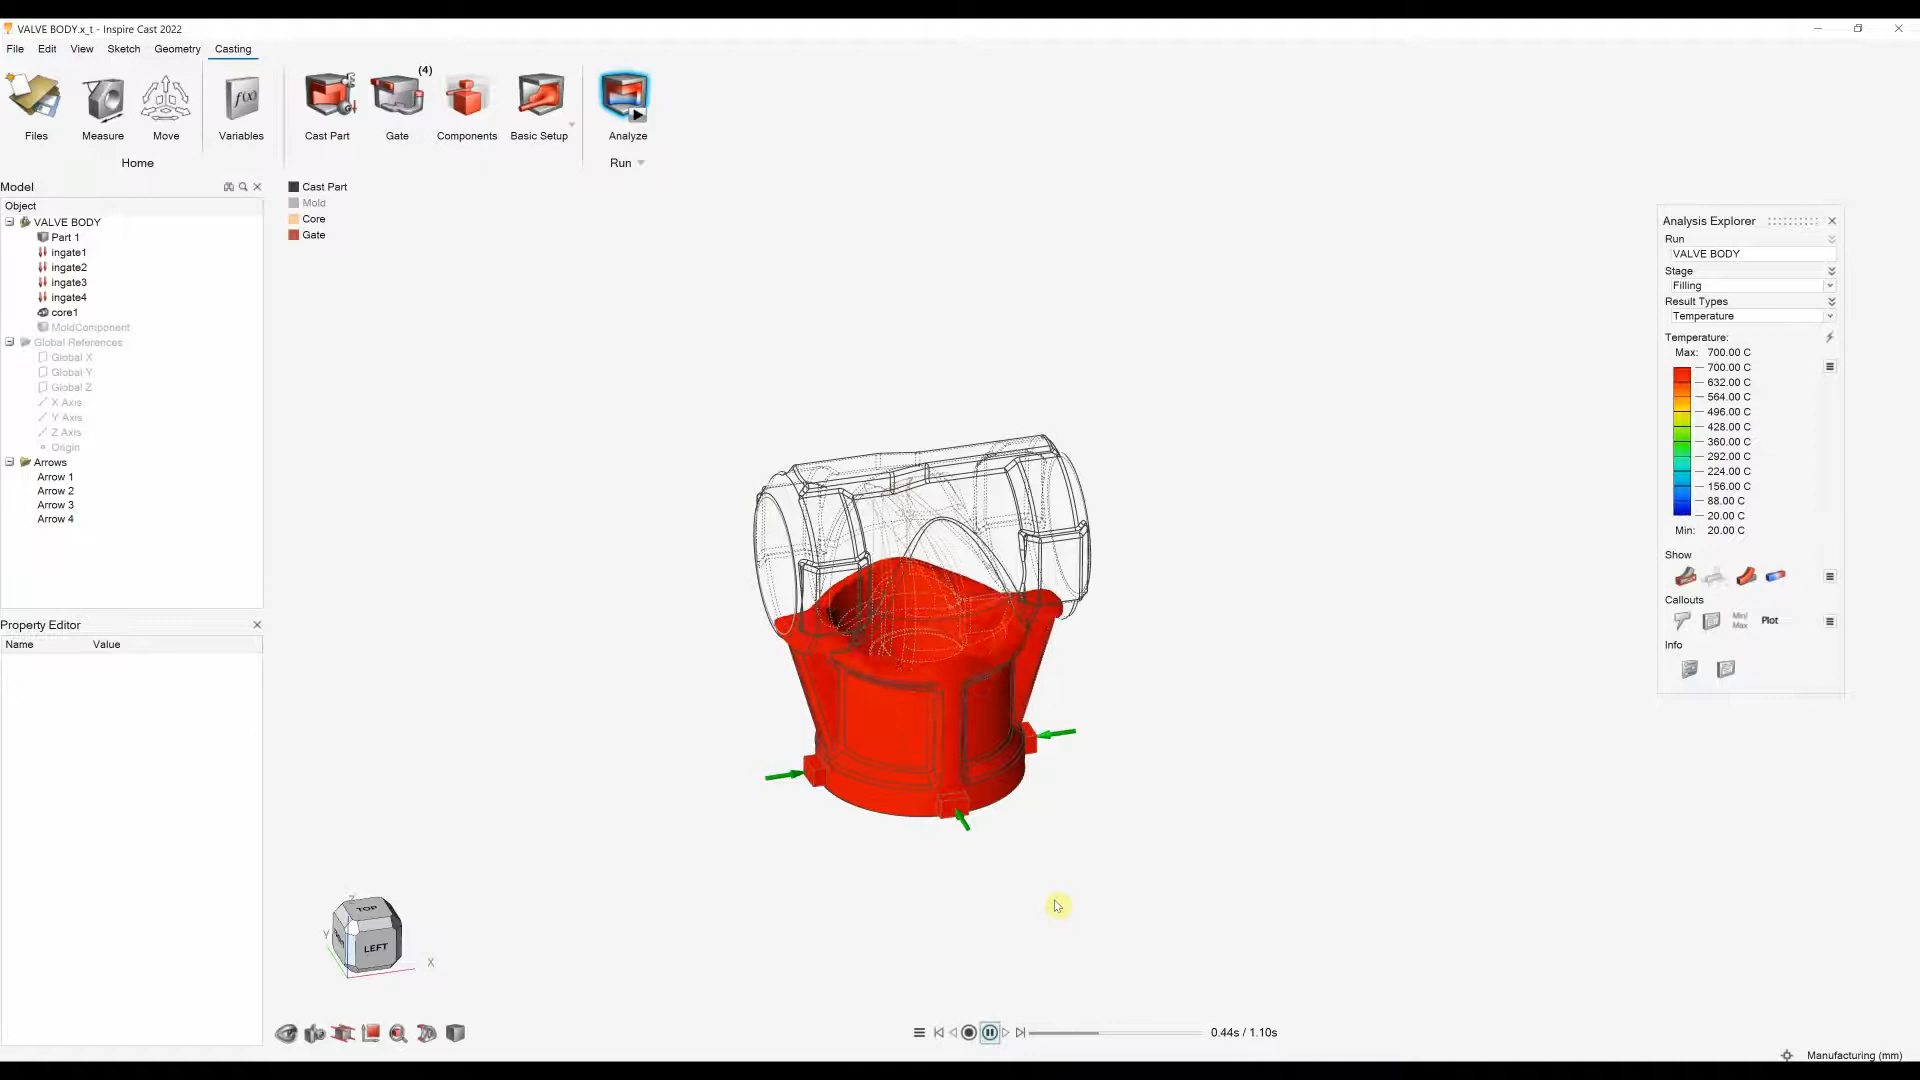 VALVE BODY.x_t - Inspire Cast 2022
File Edit View Sketch Geometry Casting
(4)
f(x)
Files Measure Move Variables Cast Part Gate Components Basic Setup Analyze
Home Run
Model
Object
VALVE BODY
Part 1
ingate1
ingate2
ingate3
ingate4
core1
MoldComponent
Global References
Global X
Global Y
Global Z
X Axis
Y Axis
Z Axis
Origin
Arrows
Arrow 1
Arrow 2
Arrow 3
Arrow 4
Property Editor
Name Value
Cast Part
Mold
Core
Gate
Analysis Explorer
Run
VALVE BODY
Stage
Filling
Result Types
Temperature
Temperature:
Max: 700.00 C
700.00 C
632.00 C
564.00 C
496.00 C
428.00 C
360.00 C
292.00 C
224.00 C
156.00 C
88.00 C
20.00 C
Min: 20.00 C
Show
Callouts
Min/
Max
Plot
Info
Z
TOP
Y
LEFT
X
0.44s / 1.10s
Manufacturing (mm)